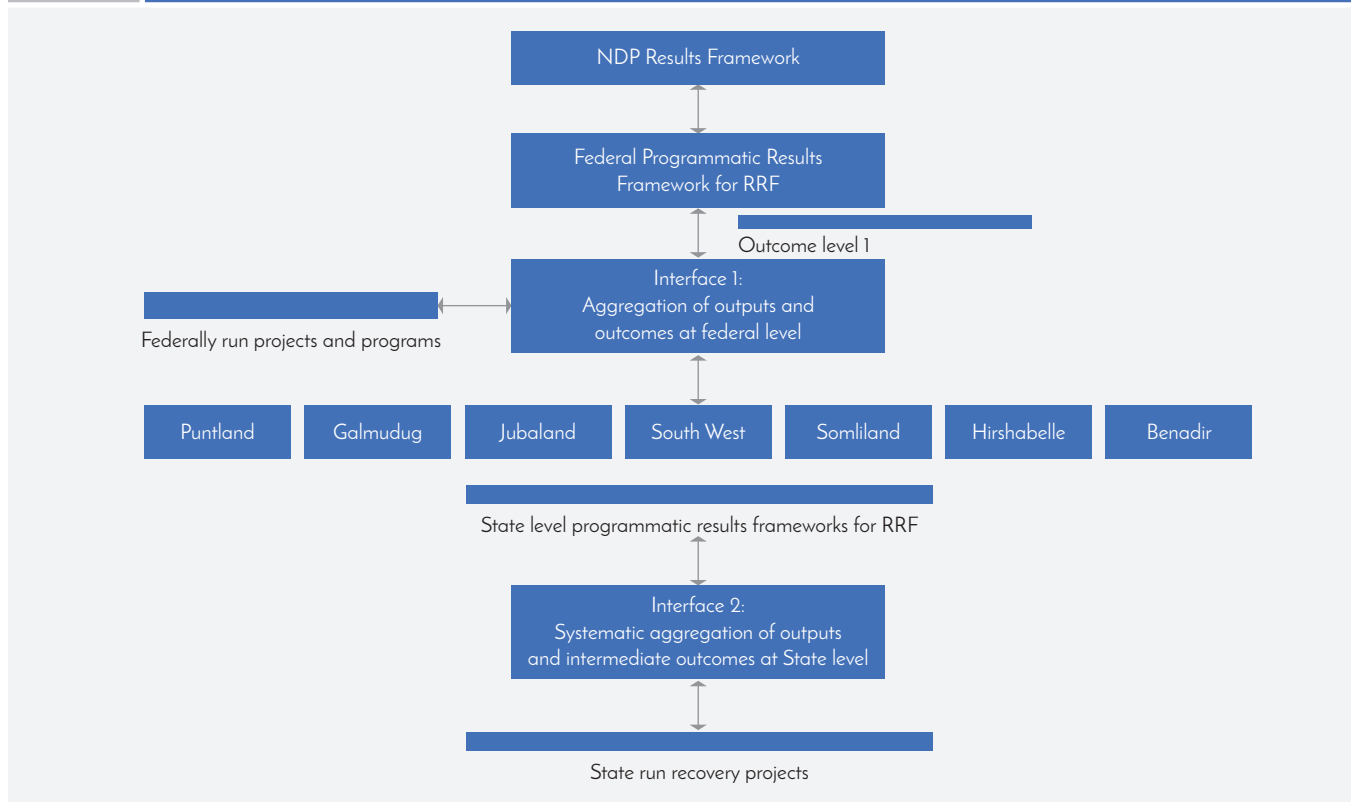 NDP Results Framework
Federal Programmatic Results
Framework for RRF
Outcome level 1
Interface 1:
Aggregation of outputs and
outcomes at federal level
Federally run projects and programs
Puntland
Galmudug
Jubaland
South West
Somliland
Hirshabelle
Benadir
State level programmatic results frameworks for RRF
Interface 2:
Systematic aggregation of outputs
and intermediate outcomes at State level
State run recovery projects